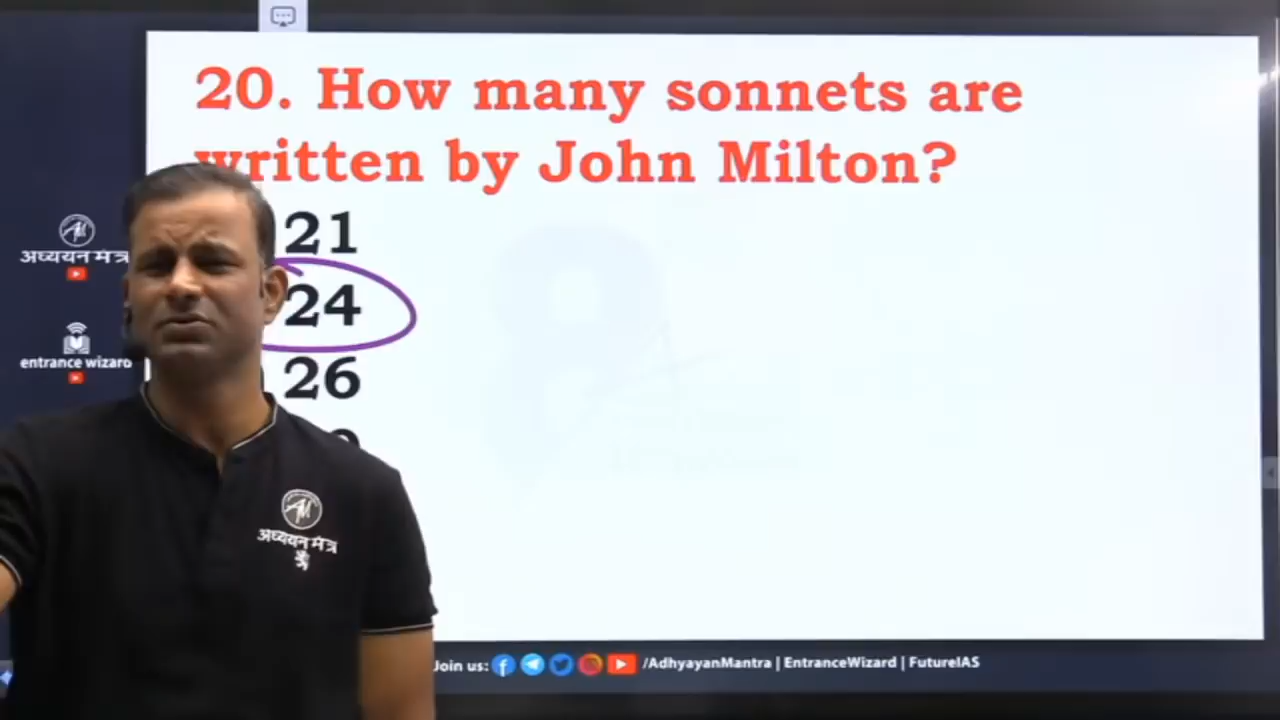 20. How many sonnets are
written by John Milton?
21
24
26
अध्ययन मंत्र
entrance wizard
अध्ययन मंत्र
Join us: /AdhyayanMantra | EntranceWizard | FutureIAS